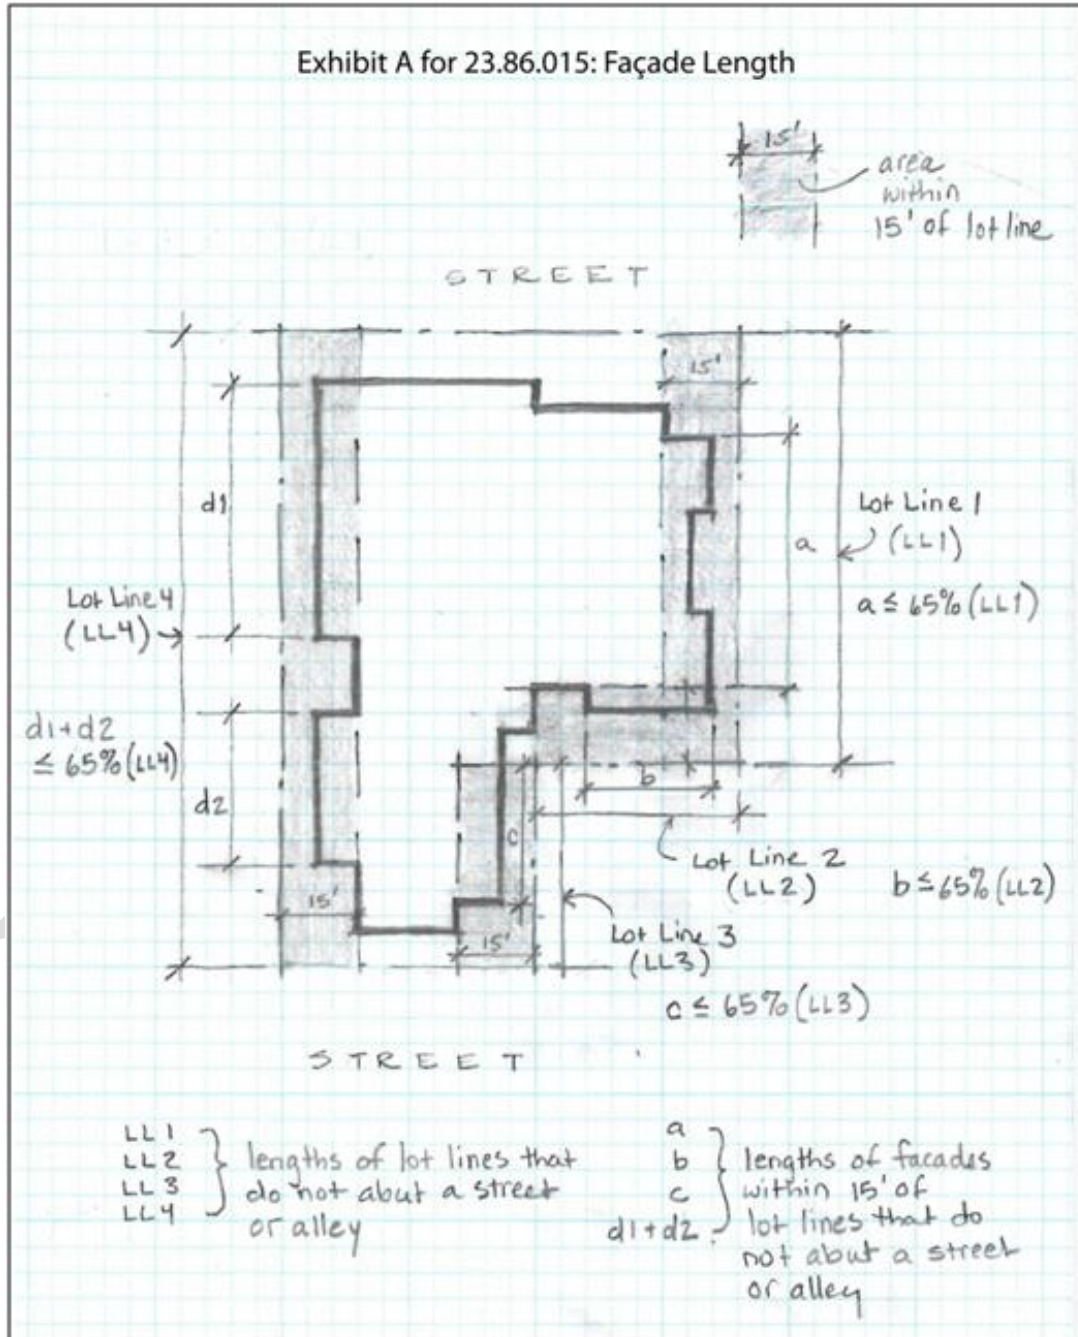 Exhibit A for 23.86.015: Façade Length
15'
area
within
15' of lot line
STREET
15'
d1
a
Lot Line 1
(LL1)
a ≤ 65% (LL1)
Lot Line 4
(LL4)
d1+d2
≤ 65% (LL4)
d2
b
c
Lot Line 2
(LL2)
b ≤ 65% (LL2)
15'
15'
Lot Line 3
(LL3)
c ≤ 65% (LL3)
STREET
LL1
LL2
LL3
LL4
lengths of lot lines that
do not abut a street
or alley
a
b
c
d1+d2
lengths of facades
within 15' of
lot lines that do
not abut a street
or alley